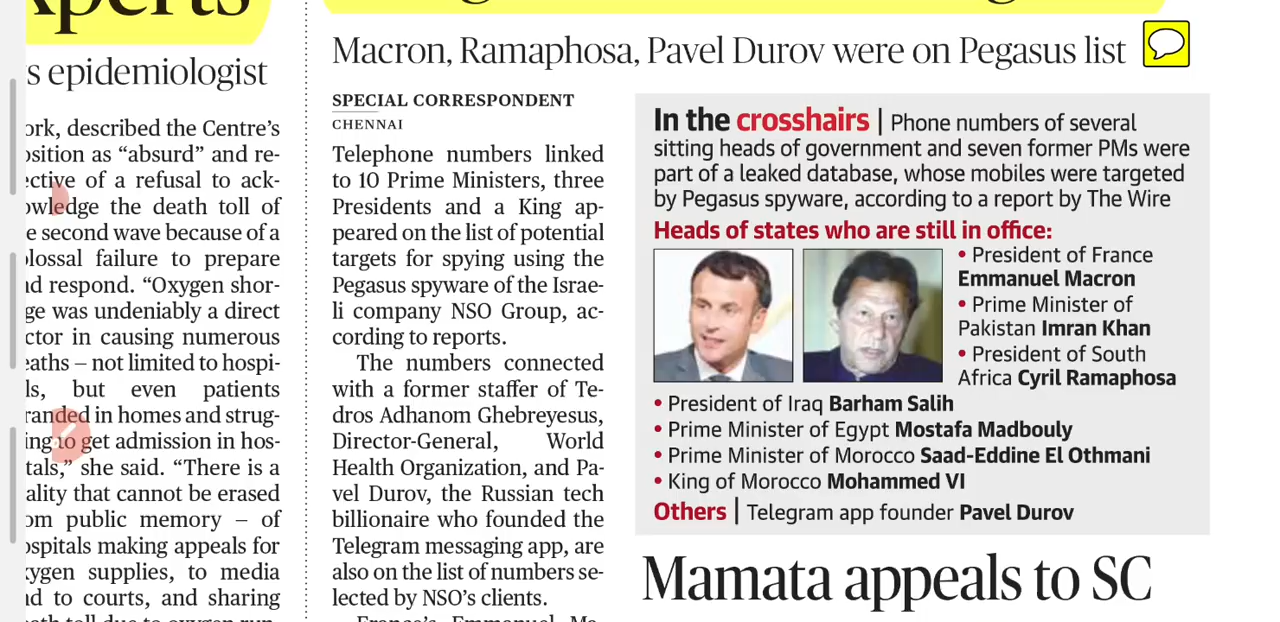 xperts
s epidemiologist
ork, described the Centre’s
osition as “absurd” and re-
ective of a refusal to ack-
owledge the death toll of
e second wave because of a
olossal failure to prepare
nd respond. “Oxygen shor-
ge was undeniably a direct
ctor in causing numerous
eaths – not limited to hospi-
ls, but even patients
randed in homes and strug-
ing to get admission in hos-
tals,” she said. “There is a
ality that cannot be erased
om public memory – of
ospitals making appeals for
xygen supplies, to media
nd to courts, and sharing
Macron, Ramaphosa, Pavel Durov were on Pegasus list
SPECIAL CORRESPONDENT
CHENNAI
Telephone numbers linked
to 10 Prime Ministers, three
Presidents and a King ap-
peared on the list of potential
targets for spying using the
Pegasus spyware of the Israe-
li company NSO Group, ac-
cording to reports.
The numbers connected
with a former staffer of Te-
dros Adhanom Ghebreyesus,
Director-General, World
Health Organization, and Pa-
vel Durov, the Russian tech
billionaire who founded the
Telegram messaging app, are
also on the list of numbers se-
lected by NSO’s clients.
In the crosshairs | Phone numbers of several
sitting heads of government and seven former PMs were
part of a leaked database, whose mobiles were targeted
by Pegasus spyware, according to a report by The Wire
Heads of states who are still in office:
• President of France
Emmanuel Macron
• Prime Minister of
Pakistan Imran Khan
• President of South
Africa Cyril Ramaphosa
• President of Iraq Barham Salih
• Prime Minister of Egypt Mostafa Madbouly
• Prime Minister of Morocco Saad-Eddine El Othmani
• King of Morocco Mohammed VI
Others | Telegram app founder Pavel Durov
Mamata appeals to SC